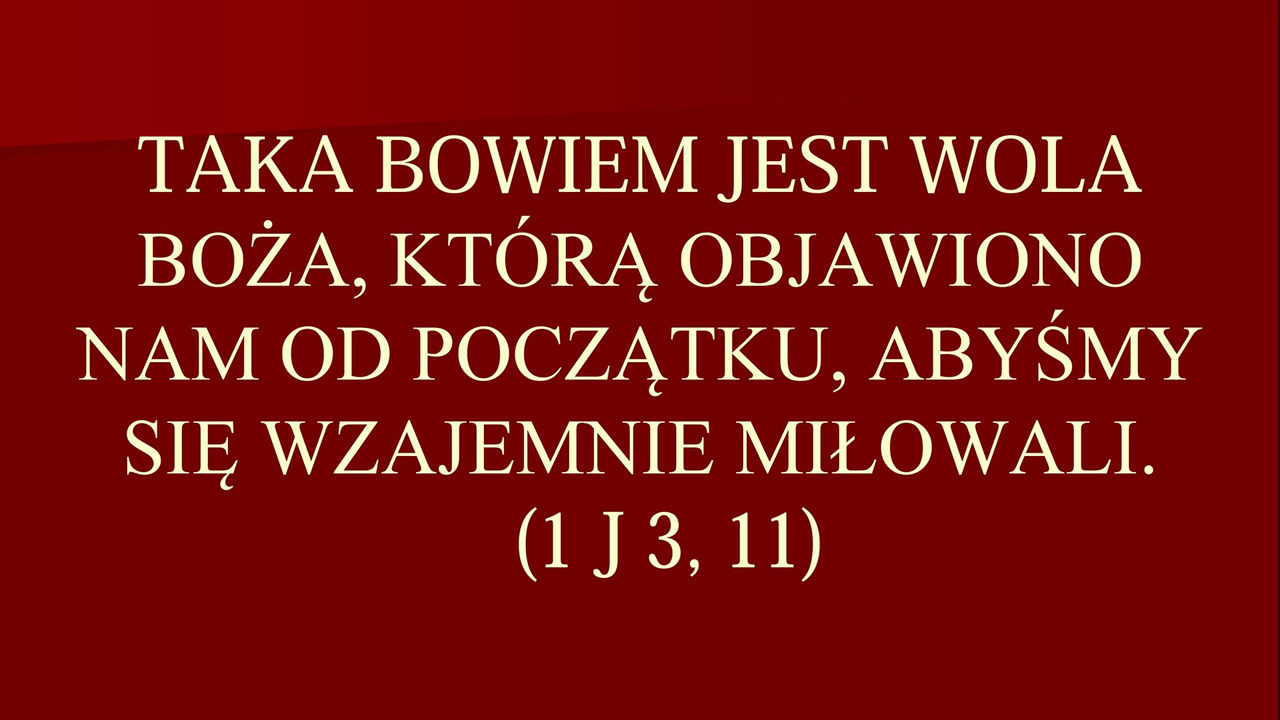 TAKA BOWIEM JEST WOLA
BOŻA, KTÓRĄ OBJAWIONO
NAM OD POCZĄTKU, ABYŚMY
SIĘ WZAJEMNIE MIŁOWALI.
(1 J 3, 11)